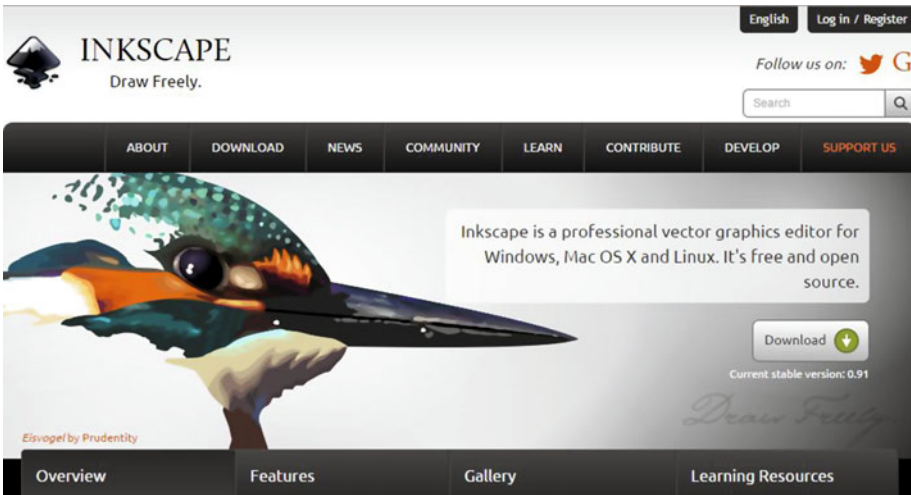 English
Log in / Register
INKSCAPE
Draw Freely.
Follow us on:
Search
ABOUT DOWNLOAD NEWS COMMUNITY LEARN CONTRIBUTE DEVELOP SUPPORT US
Inkscape is a professional vector graphics editor for
Windows, Mac OS X and Linux. It's free and open
source.
Download
Current stable version: 0.91
Draw Freely.
Eisvogel by Prudentity
Overview Features Gallery Learning Resources